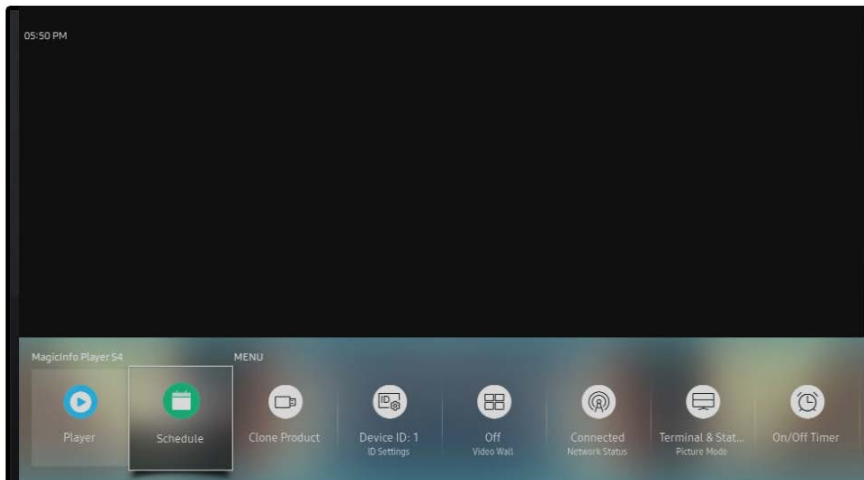 05:50 PM
MagicInfo Player S4
MENU
Player
Schedule
Clone Product
Device ID: 1
ID Settings
Off
Video Wall
Connected
Network Status
Terminal & Stat...
Picture Mode
On/Off Timer
ID